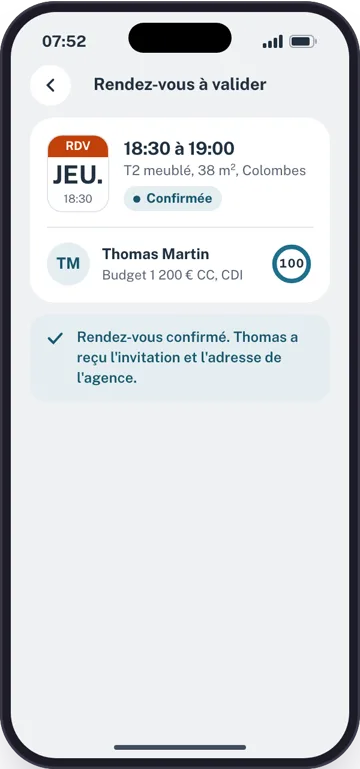 07:52
Rendez-vous à valider
RDV
JEU.
18:30
18:30 à 19:00
T2 meublé, 38 m², Colombes
Confirmée
TM
Thomas Martin
Budget 1 200 € CC, CDI
100
Rendez-vous confirmé. Thomas a
reçu l'invitation et l'adresse de
l'agence.